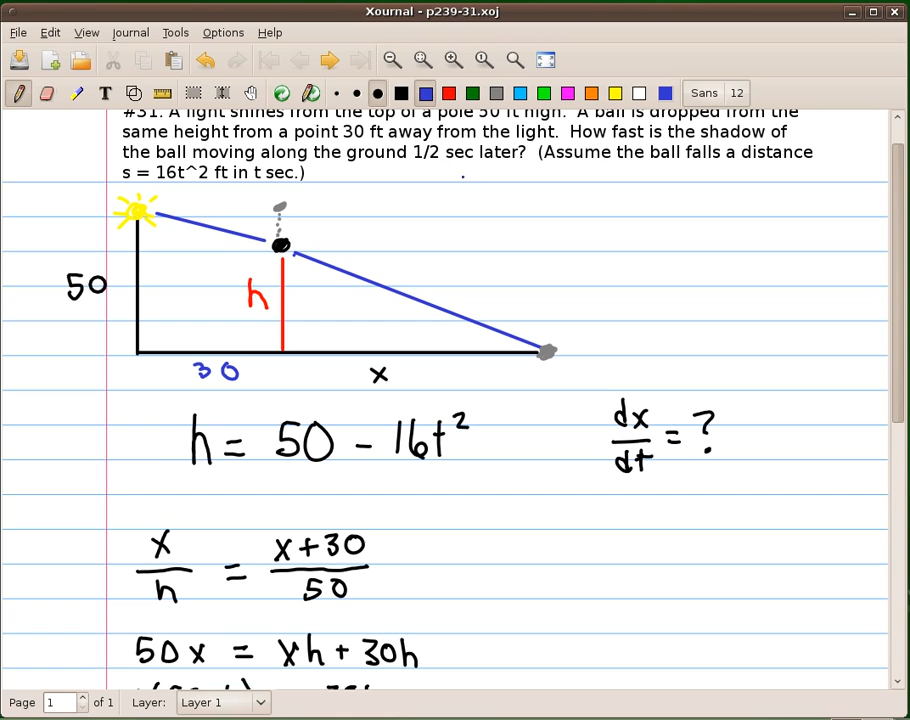 Xournal - p239-31.xoj
File Edit View Journal Tools Options Help
Sans 12
#31. A light shines from the top of a pole 50 ft high. A ball is dropped from the
same height from a point 30 ft away from the light. How fast is the shadow of
the ball moving along the ground 1/2 sec later? (Assume the ball falls a distance
s = 16t^2 ft in t sec.)
50
h
30
x
h = 50 - 16t²
dx/dt = ?
x/h = (x+30)/50
50x = xh + 30h
Page 1 of 1 Layer: Layer 1